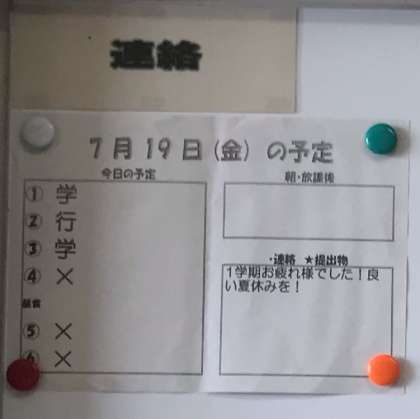 連絡
7月19日(金) の予定
今日の予定
① 学
② 行
③ 学
④ ×
昼食
⑤ ×
⑥ ×
朝・放課後
・連絡 ★提出物
1学期お疲れ様でした！良
い夏休みを！